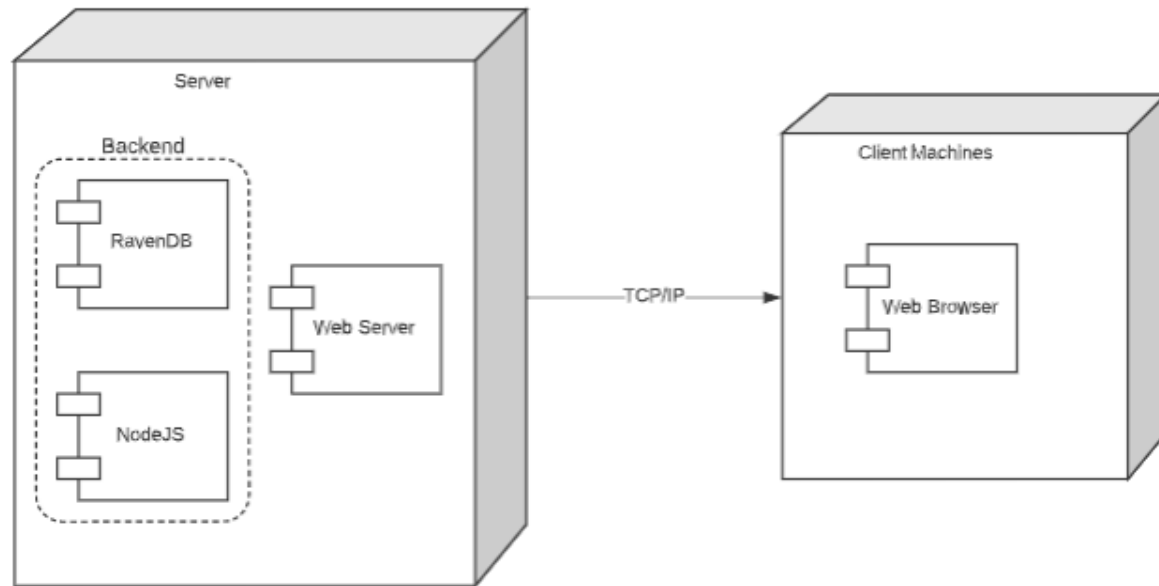 Server
Backend
RavenDB
Web Server
NodeJS
TCP/IP
Client Machines
Web Browser